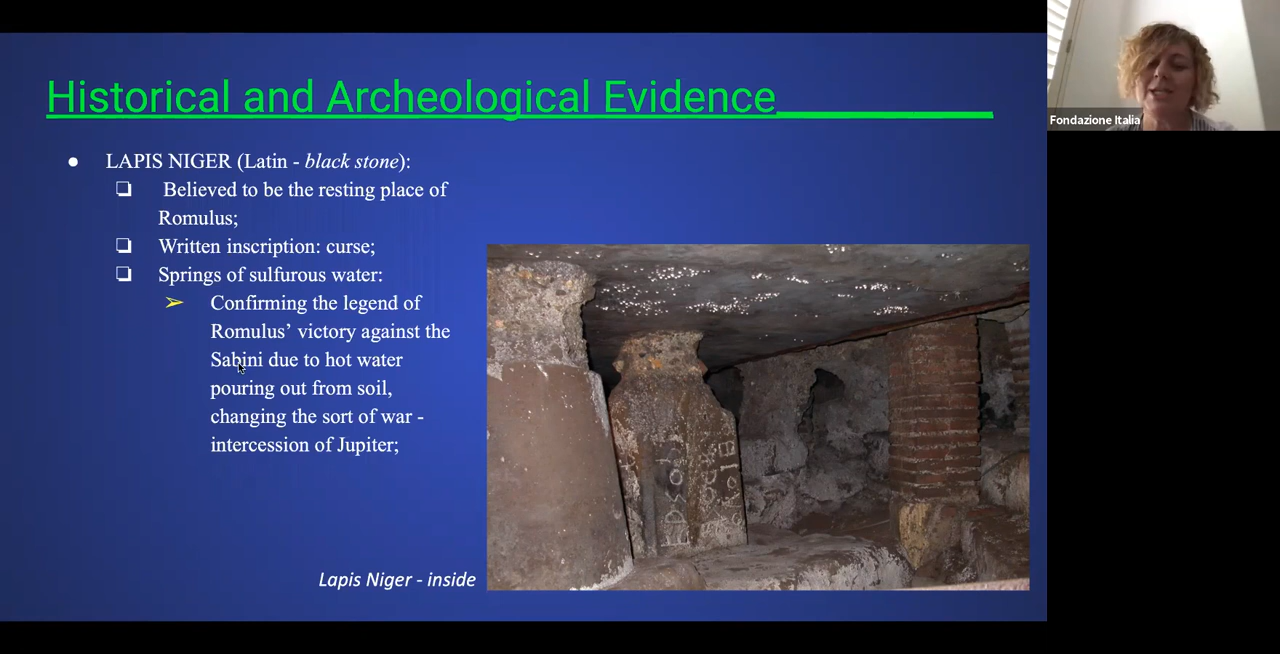 Historical and Archeological Evidence
Fondazione Italia
LAPIS NIGER (Latin - black stone):
Believed to be the resting place of
Romulus;
Written inscription: curse;
Springs of sulfurous water:
Confirming the legend of
Romulus’ victory against the
Sabini due to hot water
pouring out from soil,
changing the sort of war -
intercession of Jupiter;
Lapis Niger - inside